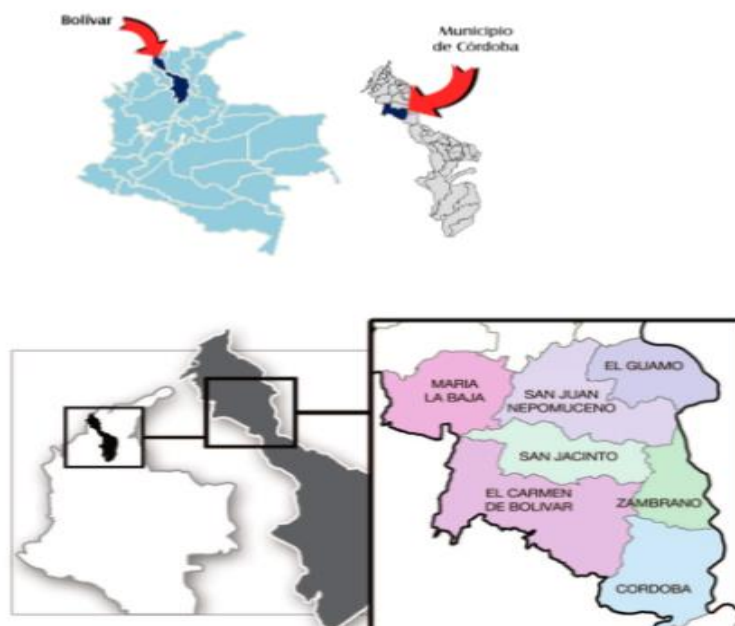 Bolívar
Municipio
de Córdoba
MARIA
LA BAJA
SAN JUAN
NEPOMUCENO
EL GUAMO
SAN JACINTO
EL CARMEN
DE BOLIVAR
ZAMBRANO
CORDOBA